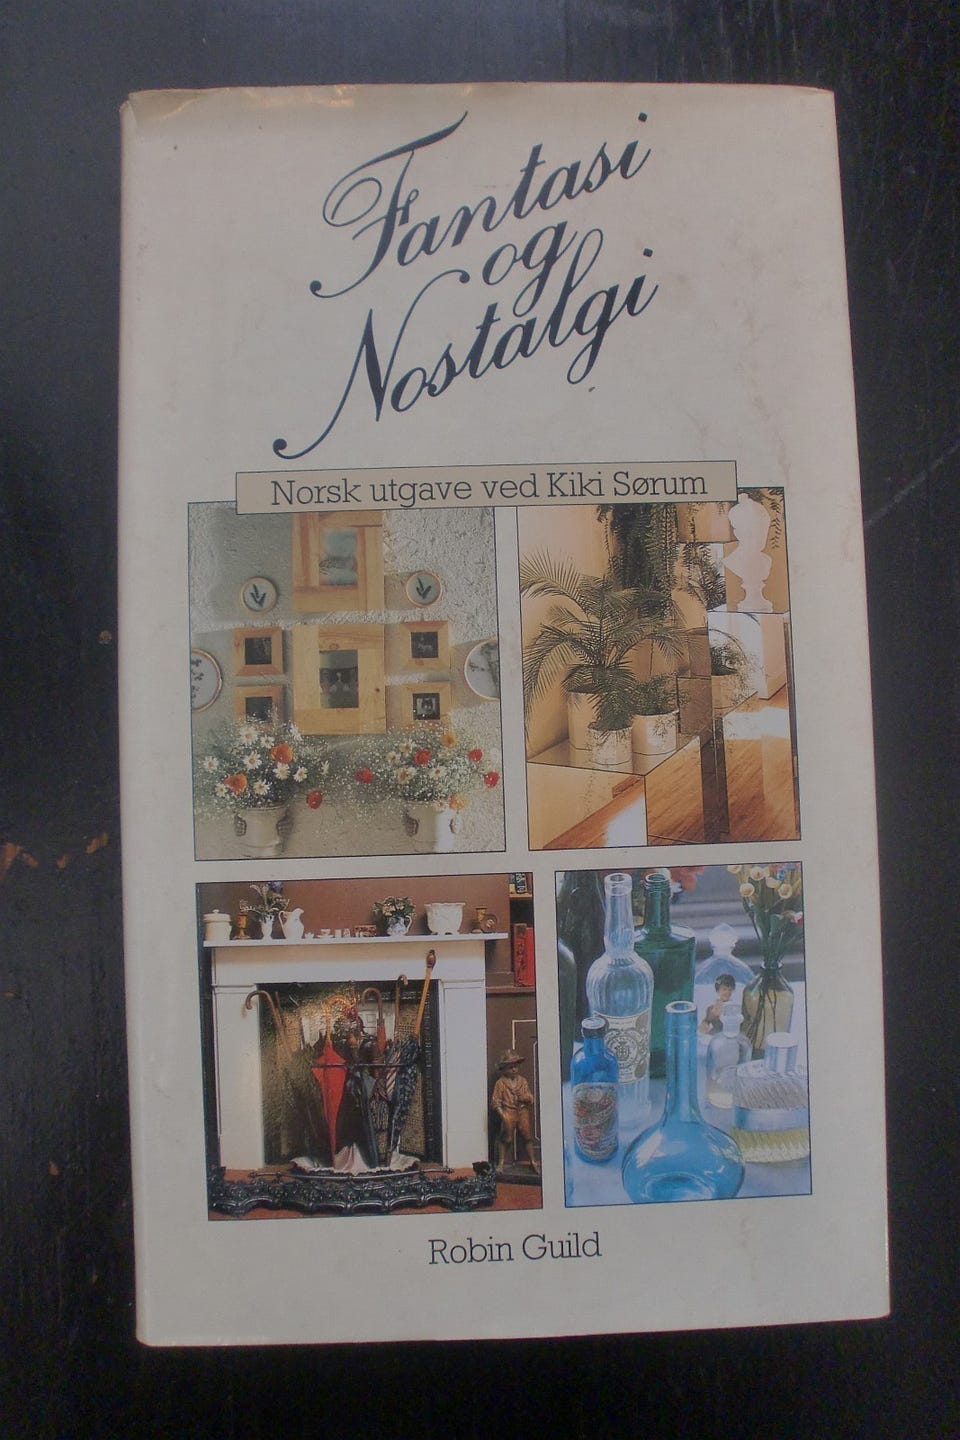 Fantasi
og
Nostalgi
Norsk utgave ved Kiki Sørum
Robin Guild